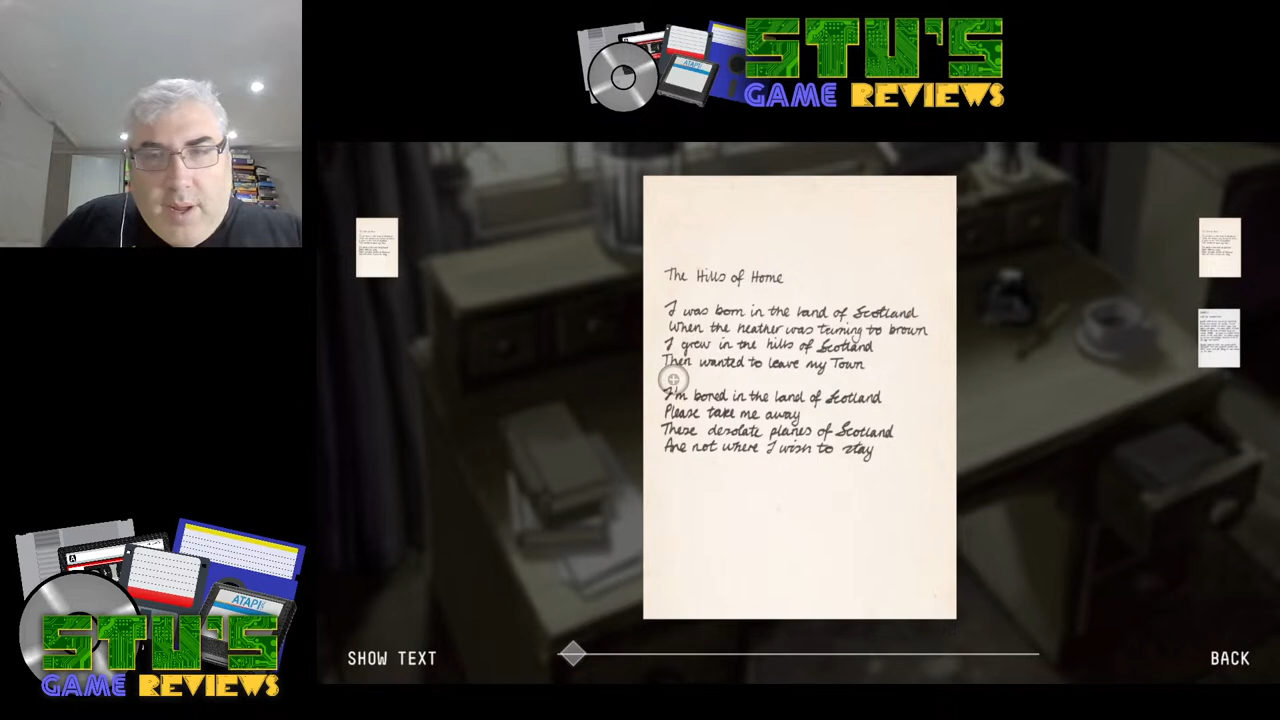 STU'S
GAME REVIEWS
The Hills of Home
I was born in the land of Scotland
When the heather was turning to brown
I grew in the hills of Scotland
Then wanted to leave my Town
I'm bored in the land of Scotland
Please take me away
These desolate planes of Scotland
Are not where I wish to stay
A
ATAPI
STU'S
GAME REVIEWS
SHOW TEXT
BACK